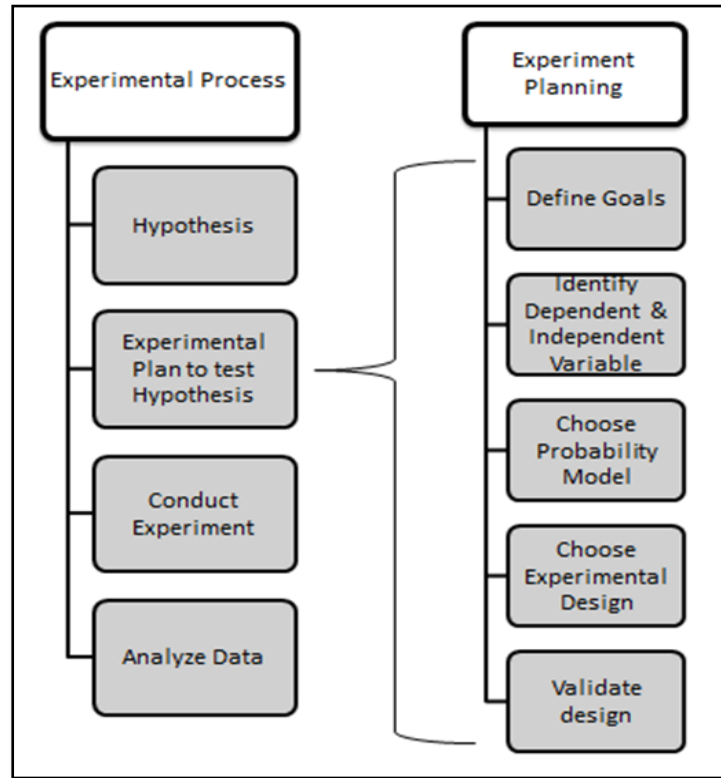 Experimental Process
Hypothesis
Experimental
Plan to test
Hypothesis
Conduct
Experiment
Analyze Data
Experiment
Planning
Define Goals
Identify
Dependent &
Independent
Variable
Choose
Probability
Model
Choose
Experimental
Design
Validate
design